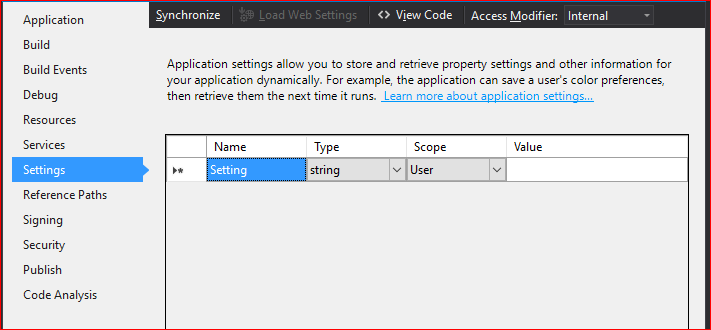 Application
Build
Build Events
Debug
Resources
Services
Settings
Reference Paths
Signing
Security
Publish
Code Analysis
Synchronize Load Web Settings <> View Code Access Modifier: Internal
Application settings allow you to store and retrieve property settings and other information for
your application dynamically. For example, the application can save a user's color preferences,
then retrieve them the next time it runs. Learn more about application settings...
Name Type Scope Value
Setting string User